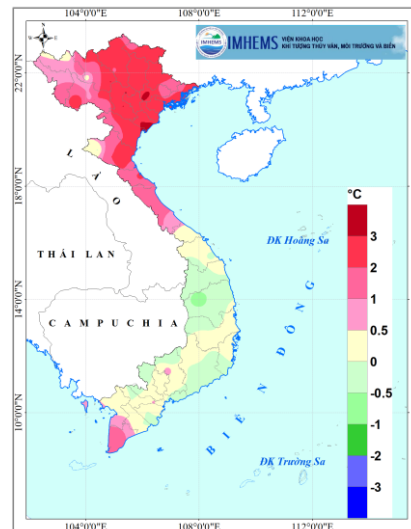 104°0'0"E 108°0'0"E 112°0'0"E
N
W E
S
IMHEMS
VIỆN KHOA HỌC
KHÍ TƯỢNG THỦY VĂN, MÔI TRƯỜNG VÀ BIỂN
22°0'0"N
18°0'0"N
14°0'0"N
10°0'0"N
LÀO
THÁI LAN
CAMPUCHIA
ĐK Hoàng Sa
BIỂN ĐÔNG
ĐK Trường Sa
°C
3
2
1
0.5
0
-0.5
-1
-2
-3
104°0'0"E 108°0'0"E 112°0'0"E